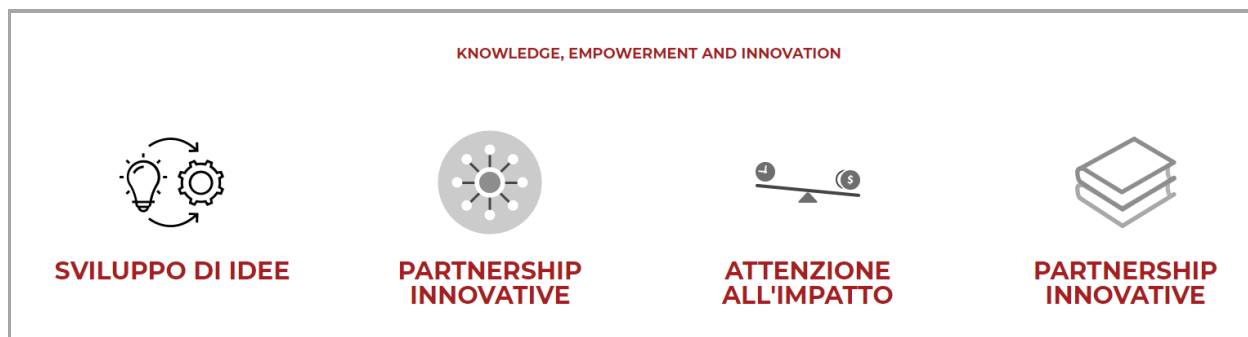 KNOWLEDGE, EMPOWERMENT AND INNOVATION
$
SVILUPPO DI IDEE
PARTNERSHIP
INNOVATIVE
ATTENZIONE
ALL'IMPATTO
PARTNERSHIP
INNOVATIVE